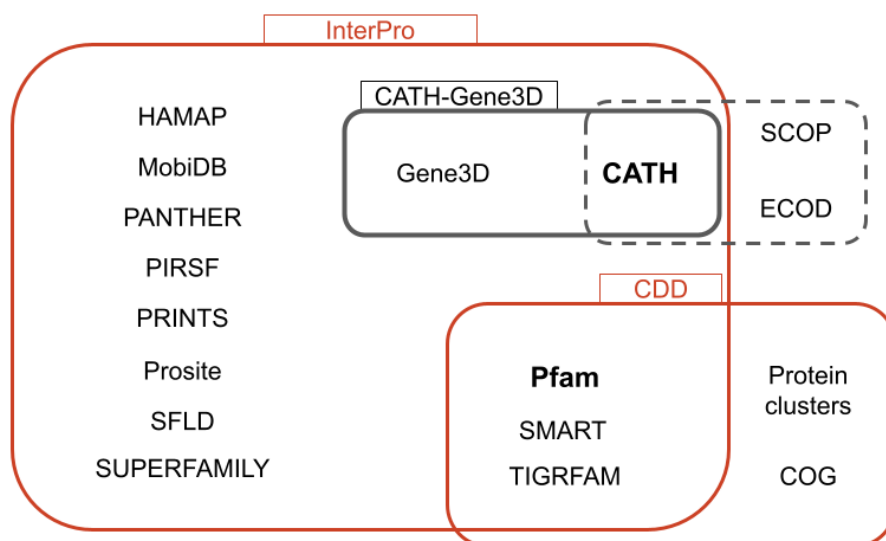 InterPro
CATH-Gene3D
HAMAP
MobiDB
PANTHER
PIRSF
PRINTS
Prosite
SFLD
SUPERFAMILY
Gene3D
CATH
SCOP
ECOD
CDD
Pfam
SMART
TIGRFAM
Protein
clusters
COG